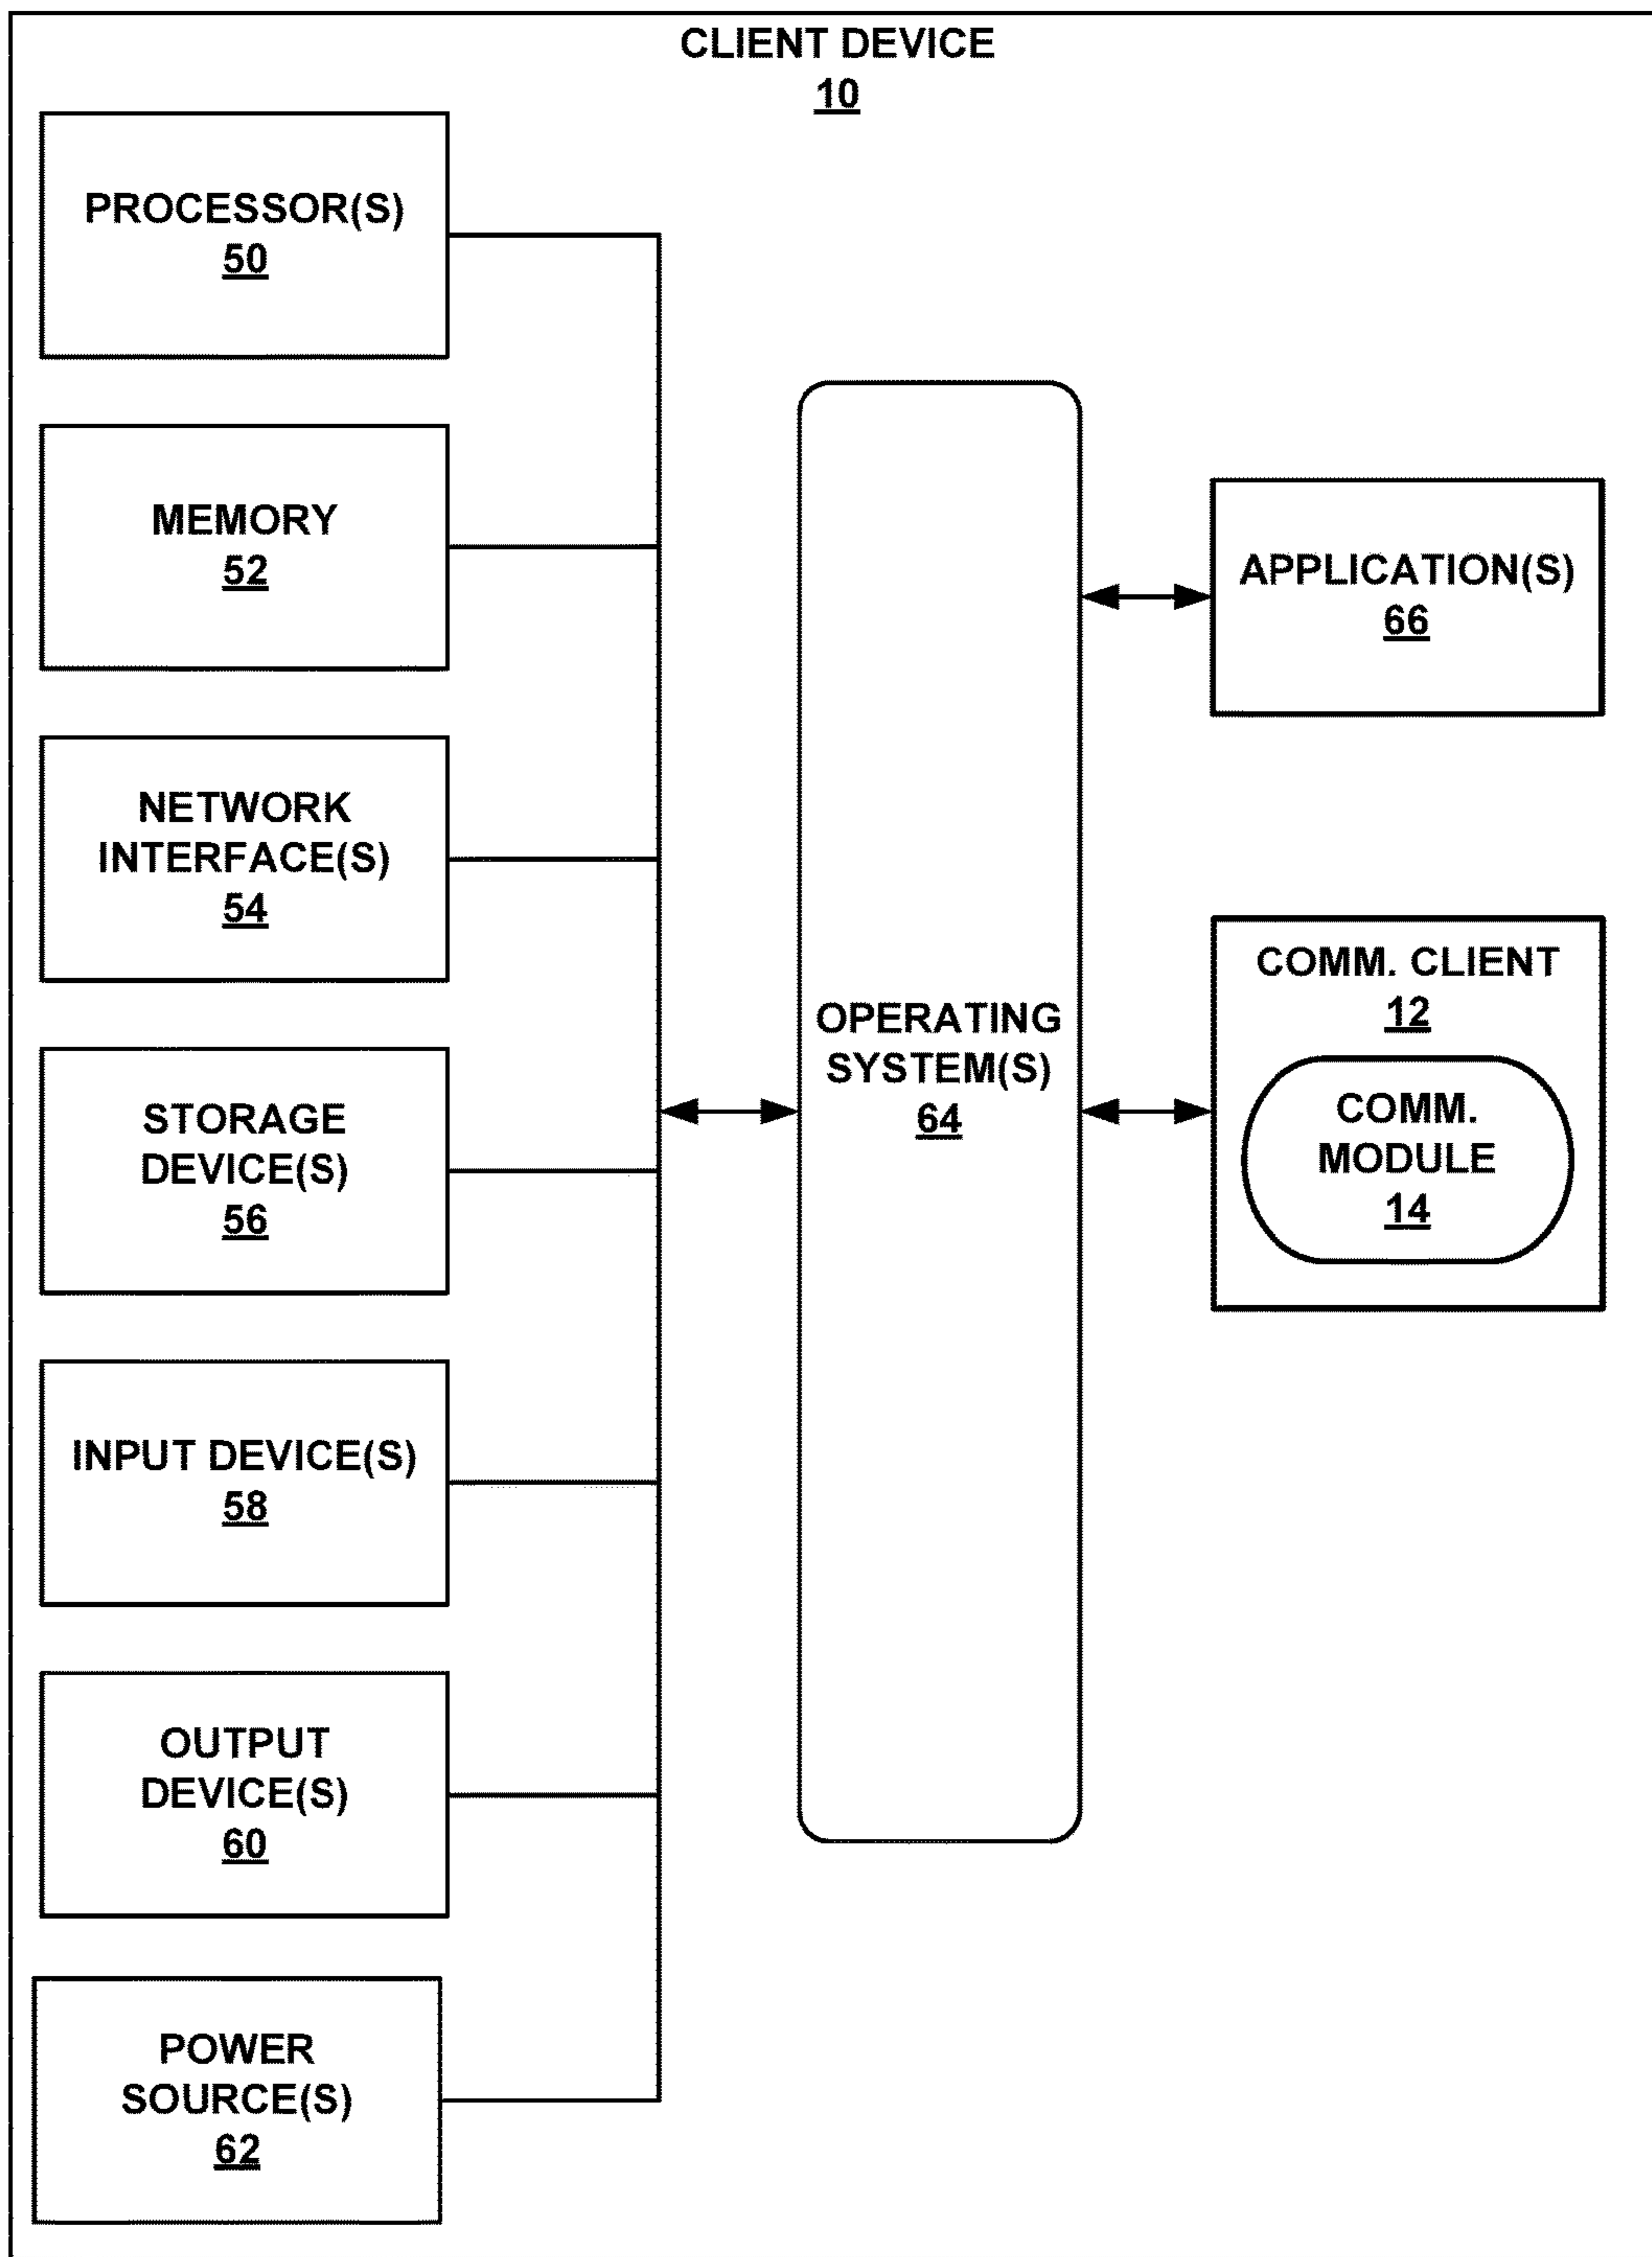 CLIENT DEVICE
10
PROCESSOR(S)
50
MEMORY
52
NETWORK
INTERFACE(S)
54
STORAGE
DEVICE(S)
56
INPUT DEVICE(S)
58
OUTPUT
DEVICE(S)
60
POWER
SOURCE(S)
62
OPERATING
SYSTEM(S)
64
APPLICATION(S)
66
COMM. CLIENT
12
COMM.
MODULE
14